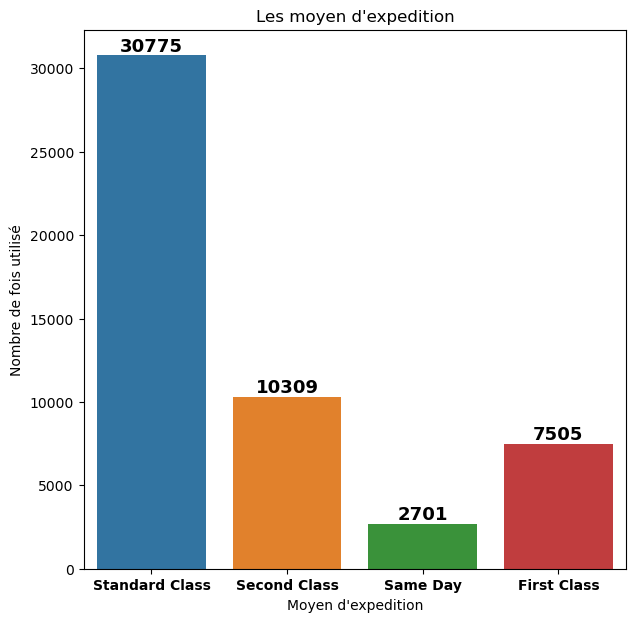 Les moyen d'expedition
30775
30000
25000
Nombre de fois utilisé
20000
15000
10309
10000
7505
5000
2701
0
Standard Class
Second Class
Same Day
First Class
Moyen d'expedition